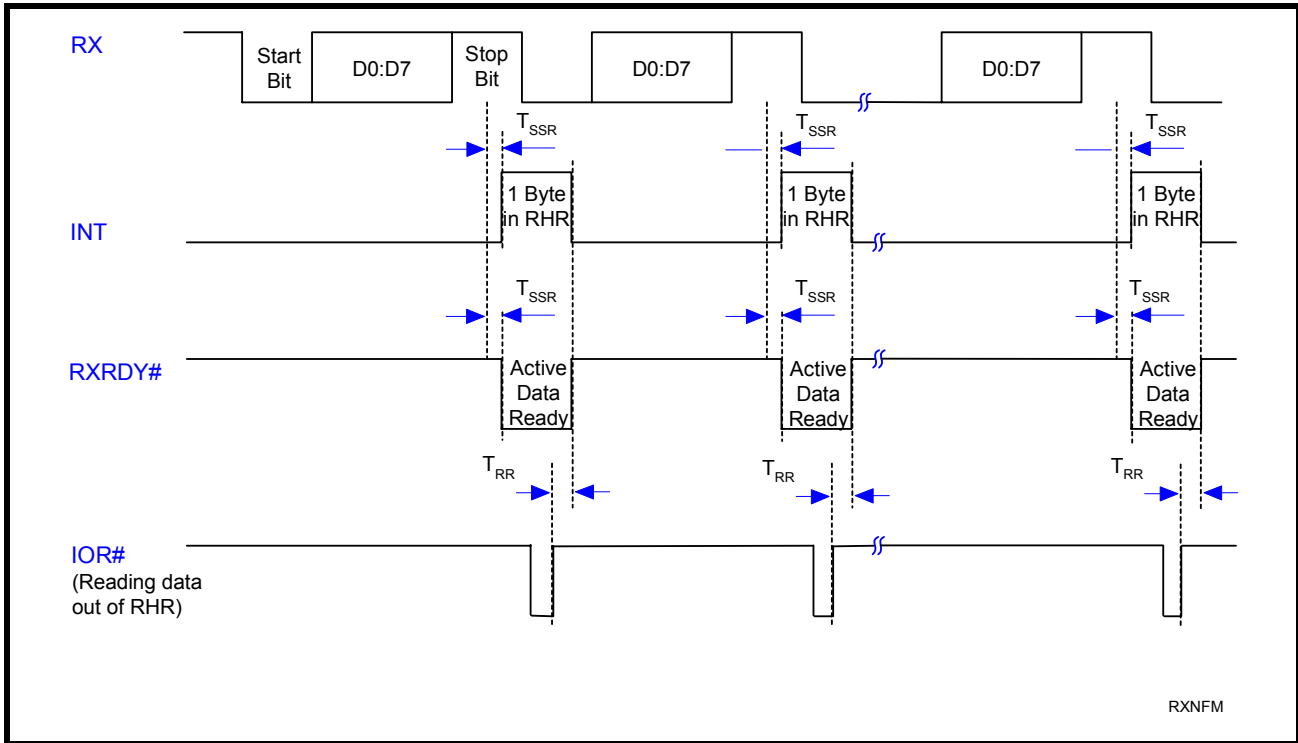 RX
Start
Bit
D0:D7
Stop
Bit
D0:D7
D0:D7
TSSR
TSSR
TSSR
INT
1 Byte
in RHR
1 Byte
in RHR
1 Byte
in RHR
TSSR
TSSR
TSSR
RXRDY#
Active
Data
Ready
Active
Data
Ready
Active
Data
Ready
TRR
TRR
TRR
IOR#
(Reading data
out of RHR)
RXNFM